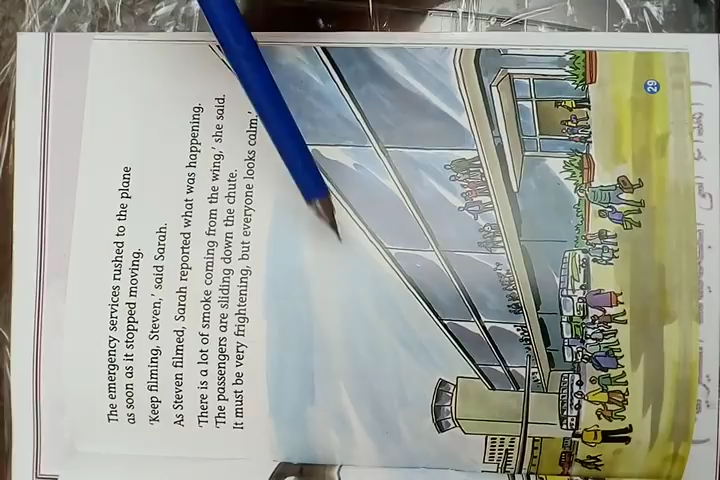 The emergency services rushed to the plane
as soon as it stopped moving.
'Keep filming, Steven,' said Sarah.
As Steven filmed, Sarah reported what was happening.
'There is a lot of smoke coming from the wing,' she said.
'The passengers are sliding down the chute.
It must be very frightening, but everyone looks calm.'
29